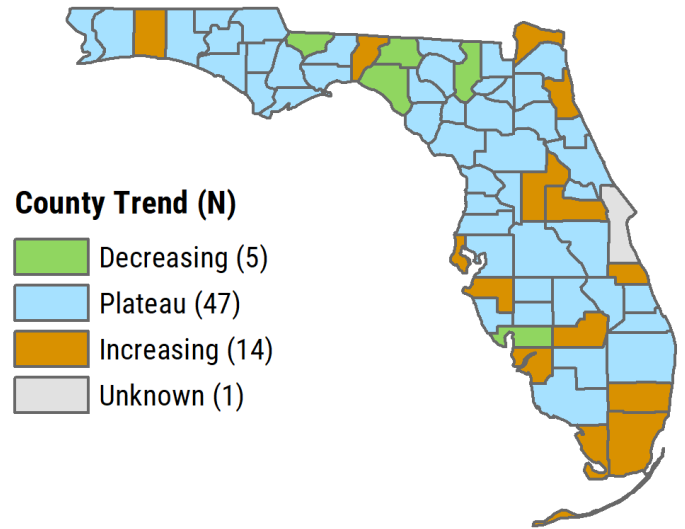 County Trend (N)
Decreasing (5)
Plateau (47)
Increasing (14)
Unknown (1)